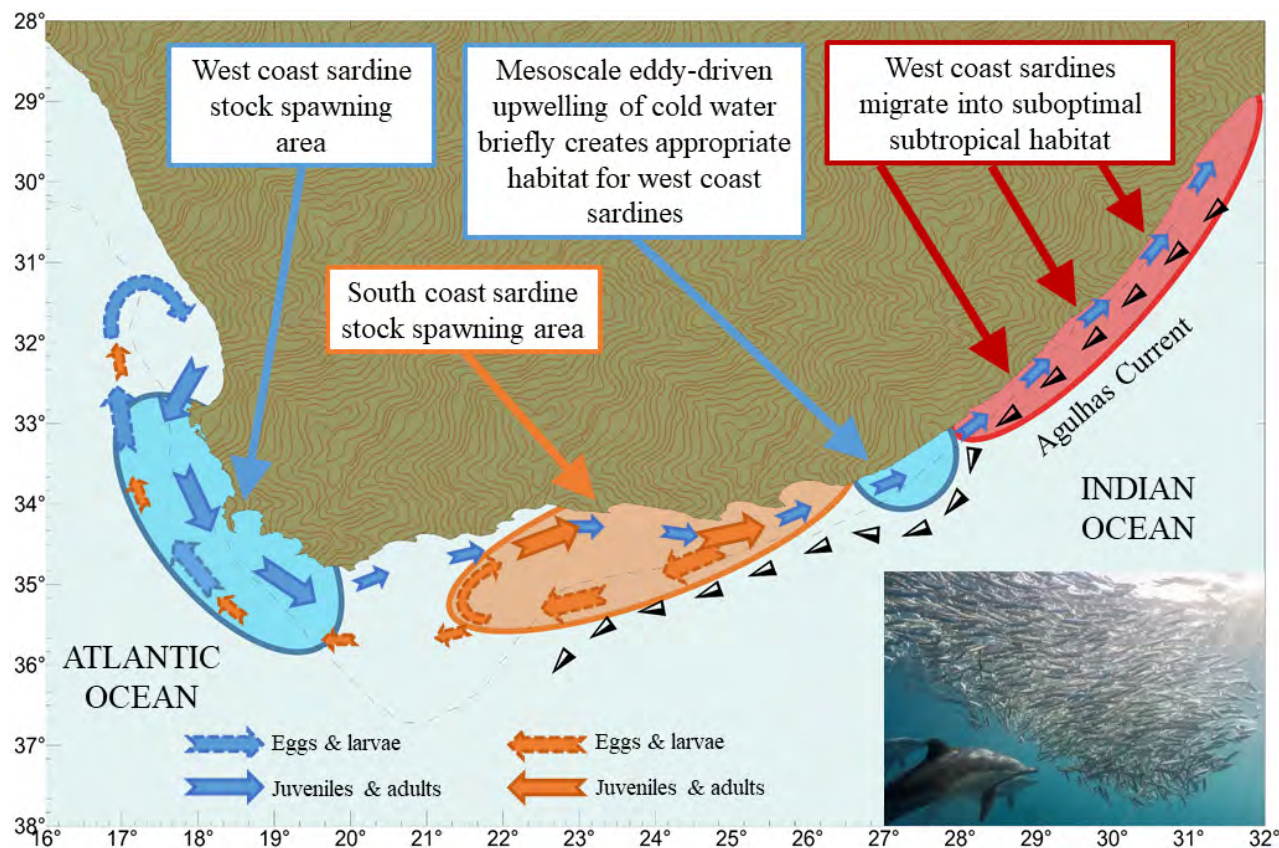 28°
29°
30°
31°
32°
33°
34°
35°
36°
37°
38°
West coast sardine
stock spawning
area
Mesoscale eddy-driven
upwelling of cold water
briefly creates appropriate
habitat for west coast
sardines
West coast sardines
migrate into suboptimal
subtropical habitat
South coast sardine
stock spawning area
Agulhas Current
INDIAN
OCEAN
ATLANTIC
OCEAN
Eggs & larvae
Juveniles & adults
Eggs & larvae
Juveniles & adults
16° 17 18 19 20 21 22 23 24 25 26 27° 28° 29° 30° 31° 32°